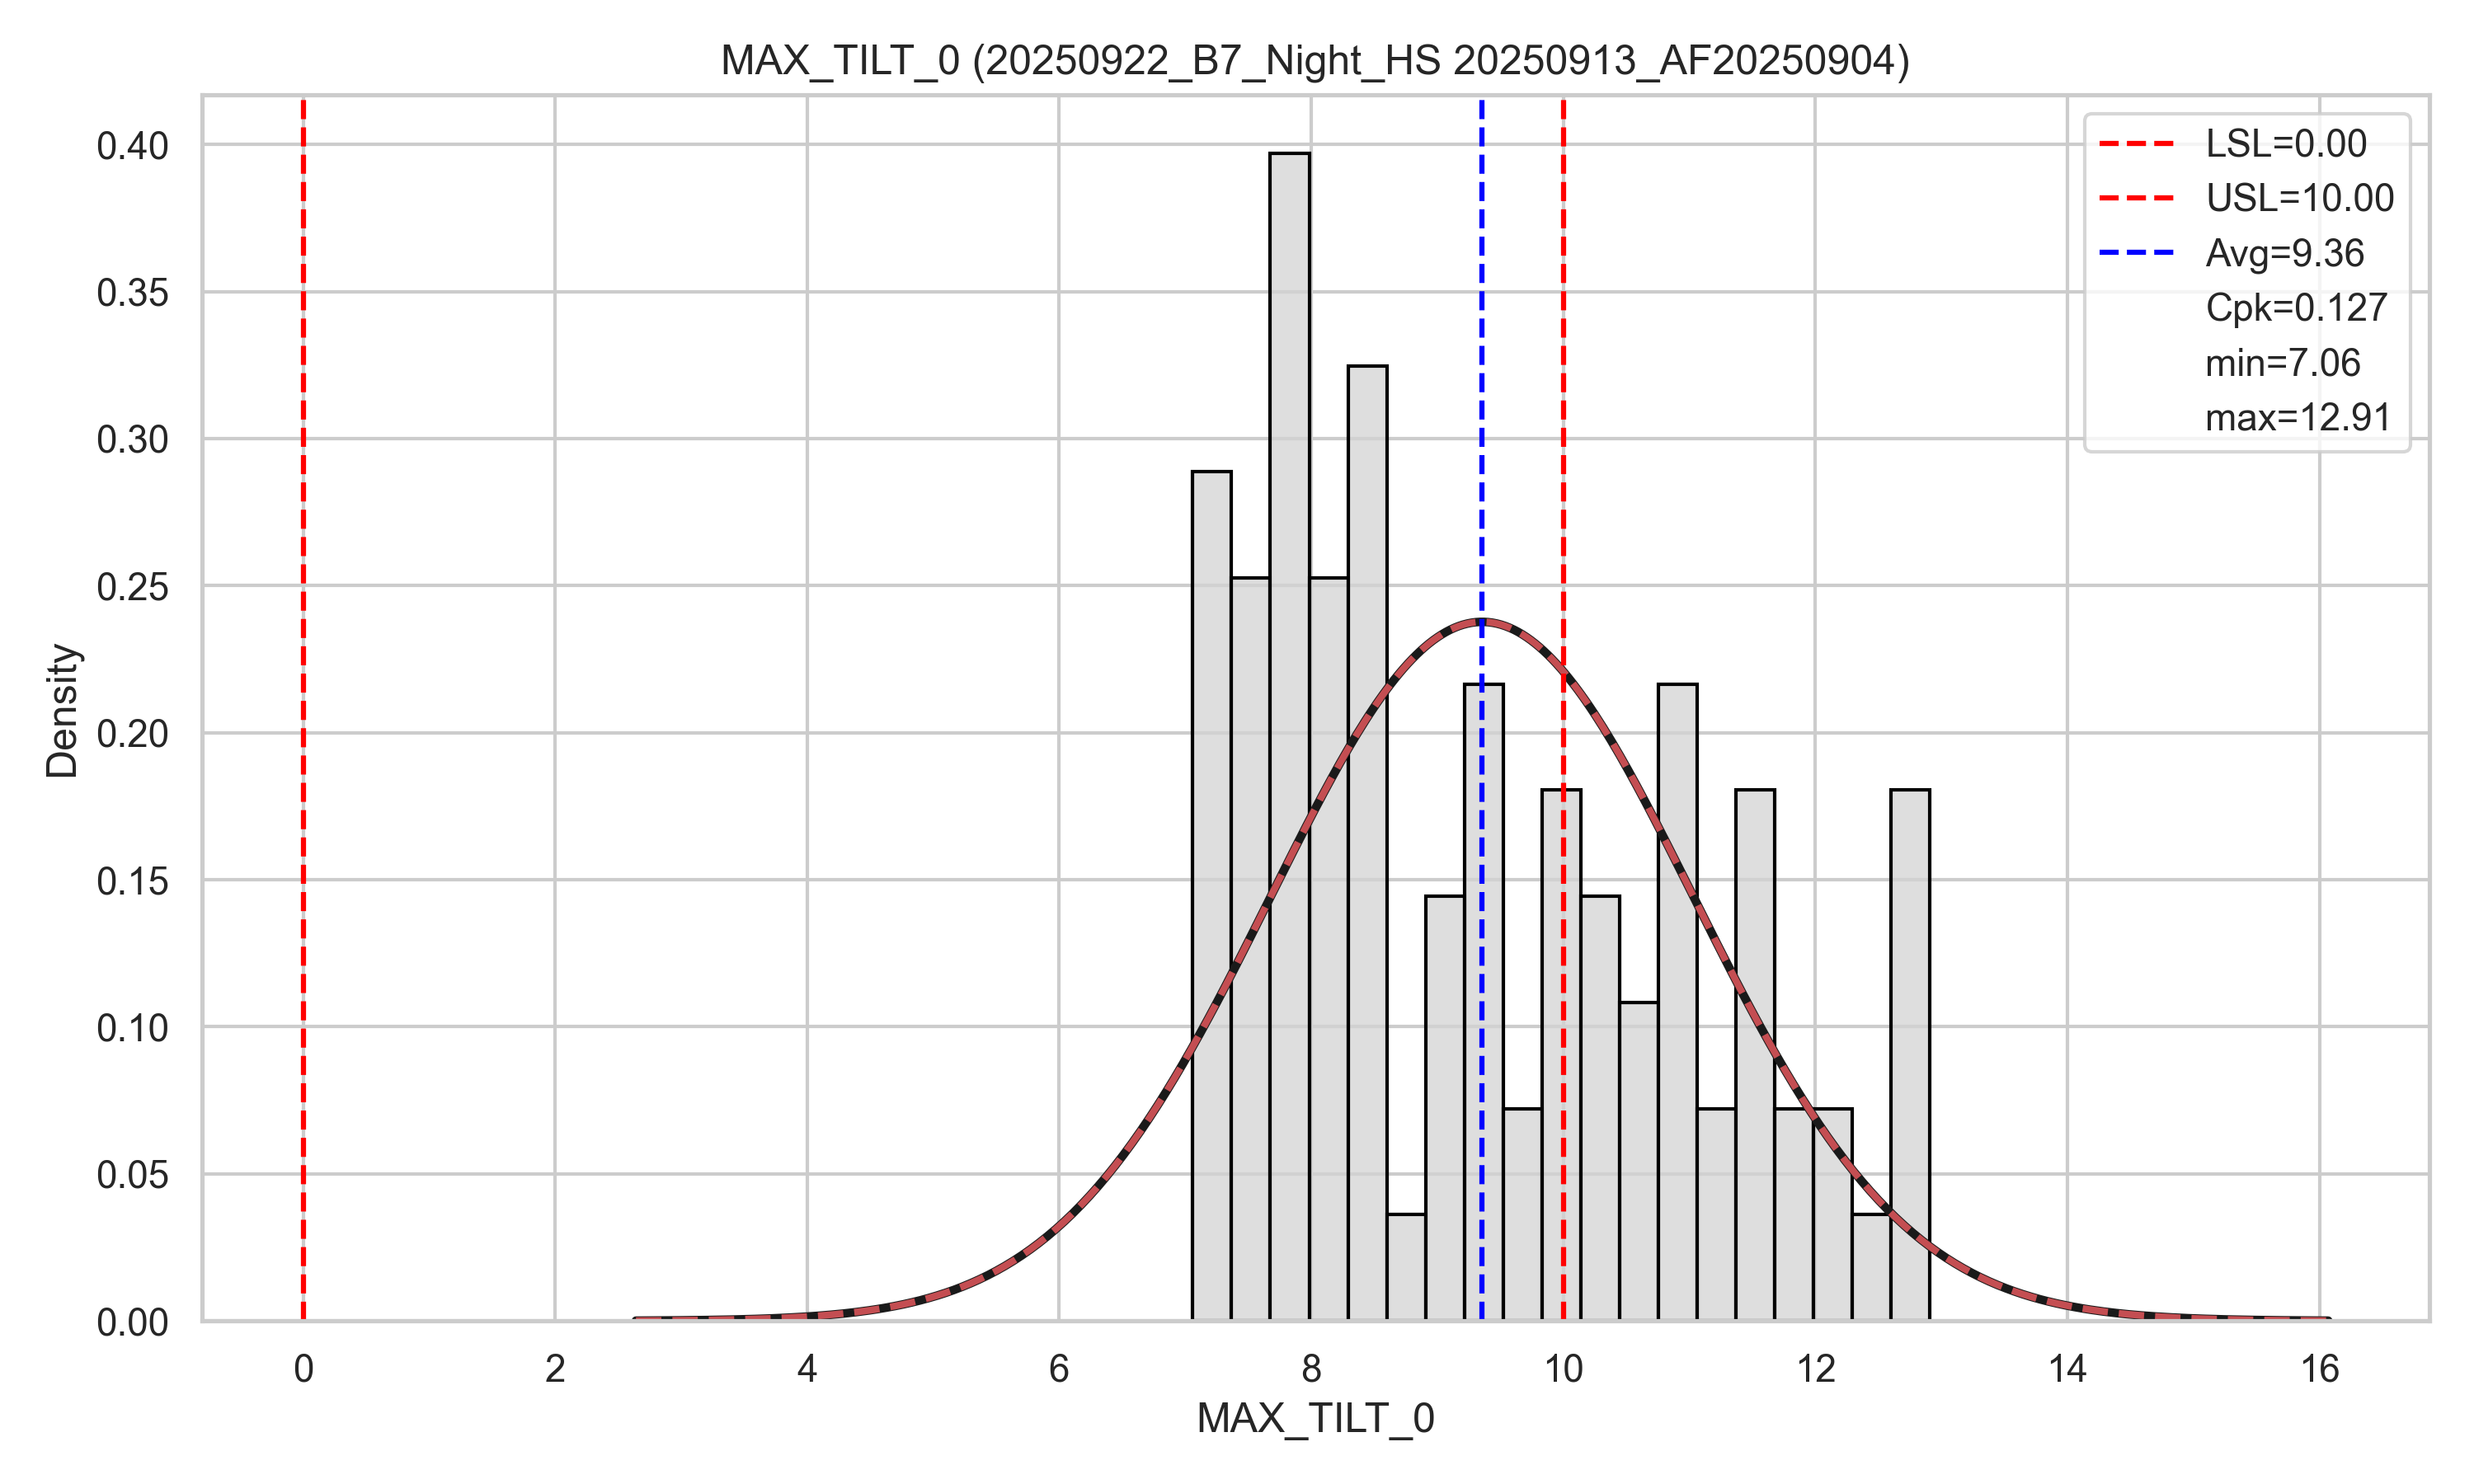 MAX_TILT_0 (20250922_B7_Night_HS 20250913_AF20250904)
LSL=0.00
USL=10.00
Avg=9.36
Cpk=0.127
min=7.06
max=12.91
Density
0.40
0.35
0.30
0.25
0.20
0.15
0.10
0.05
0.00
0 2 4 6 8 10 12 14 16
MAX_TILT_0